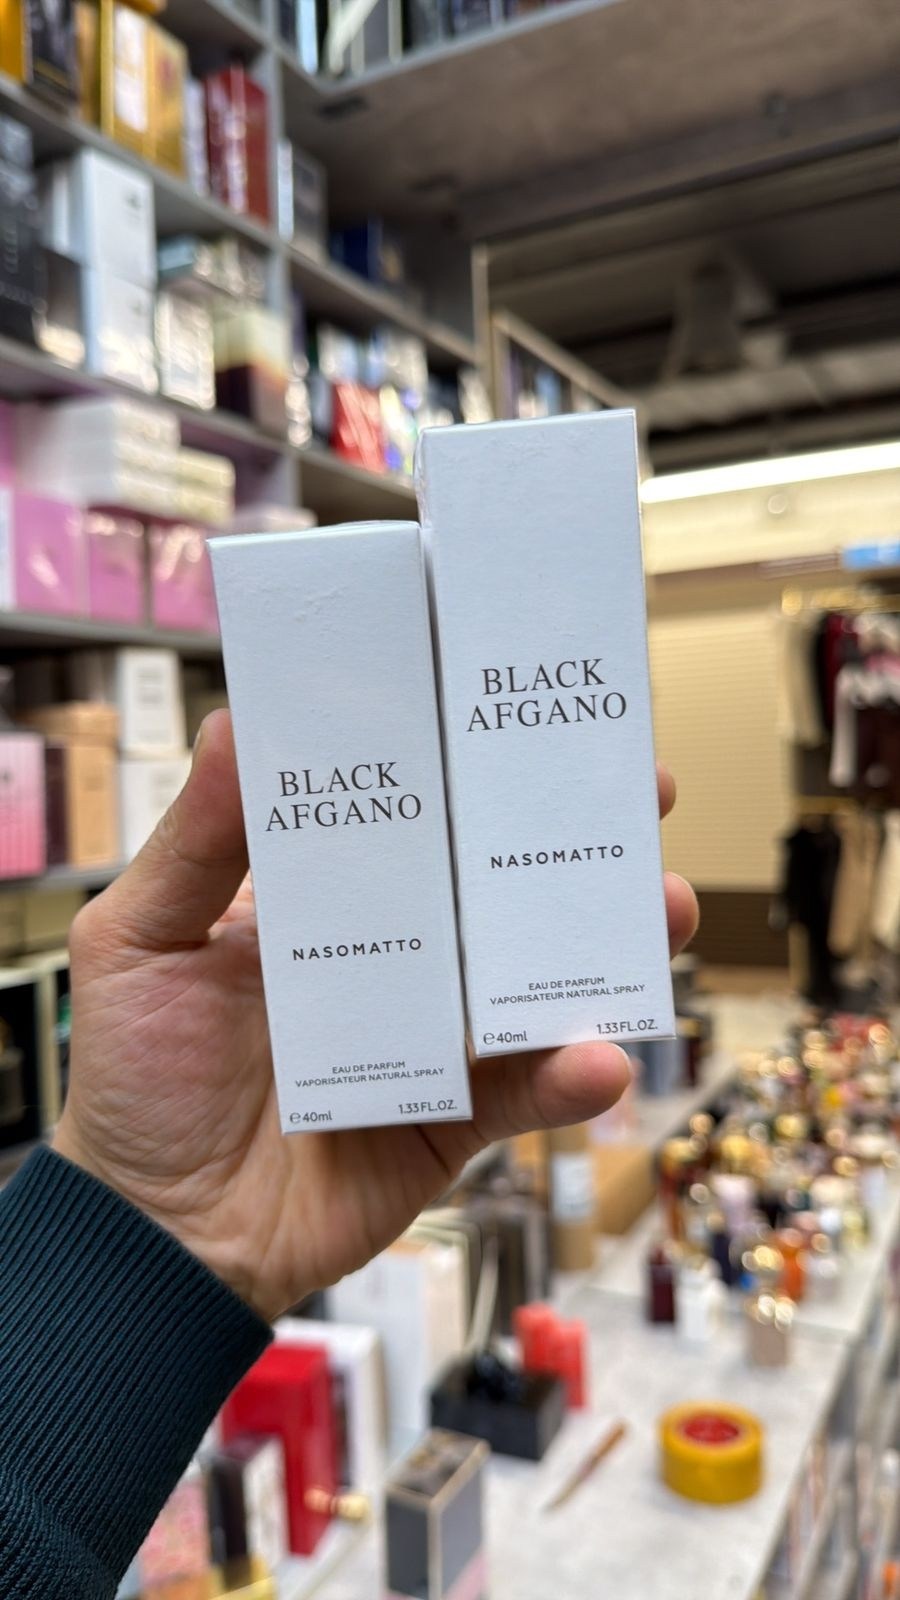 BLACK
AFGANO
NASOMATTO
EAU DE PARFUM
VAPORISATEUR NATURAL SPRAY
℮40ml 1.33 FL.OZ.
BLACK
AFGANO
NASOMATTO
EAU DE PARFUM
VAPORISATEUR NATURAL SPRAY
℮40ml 1.33 FL.OZ.